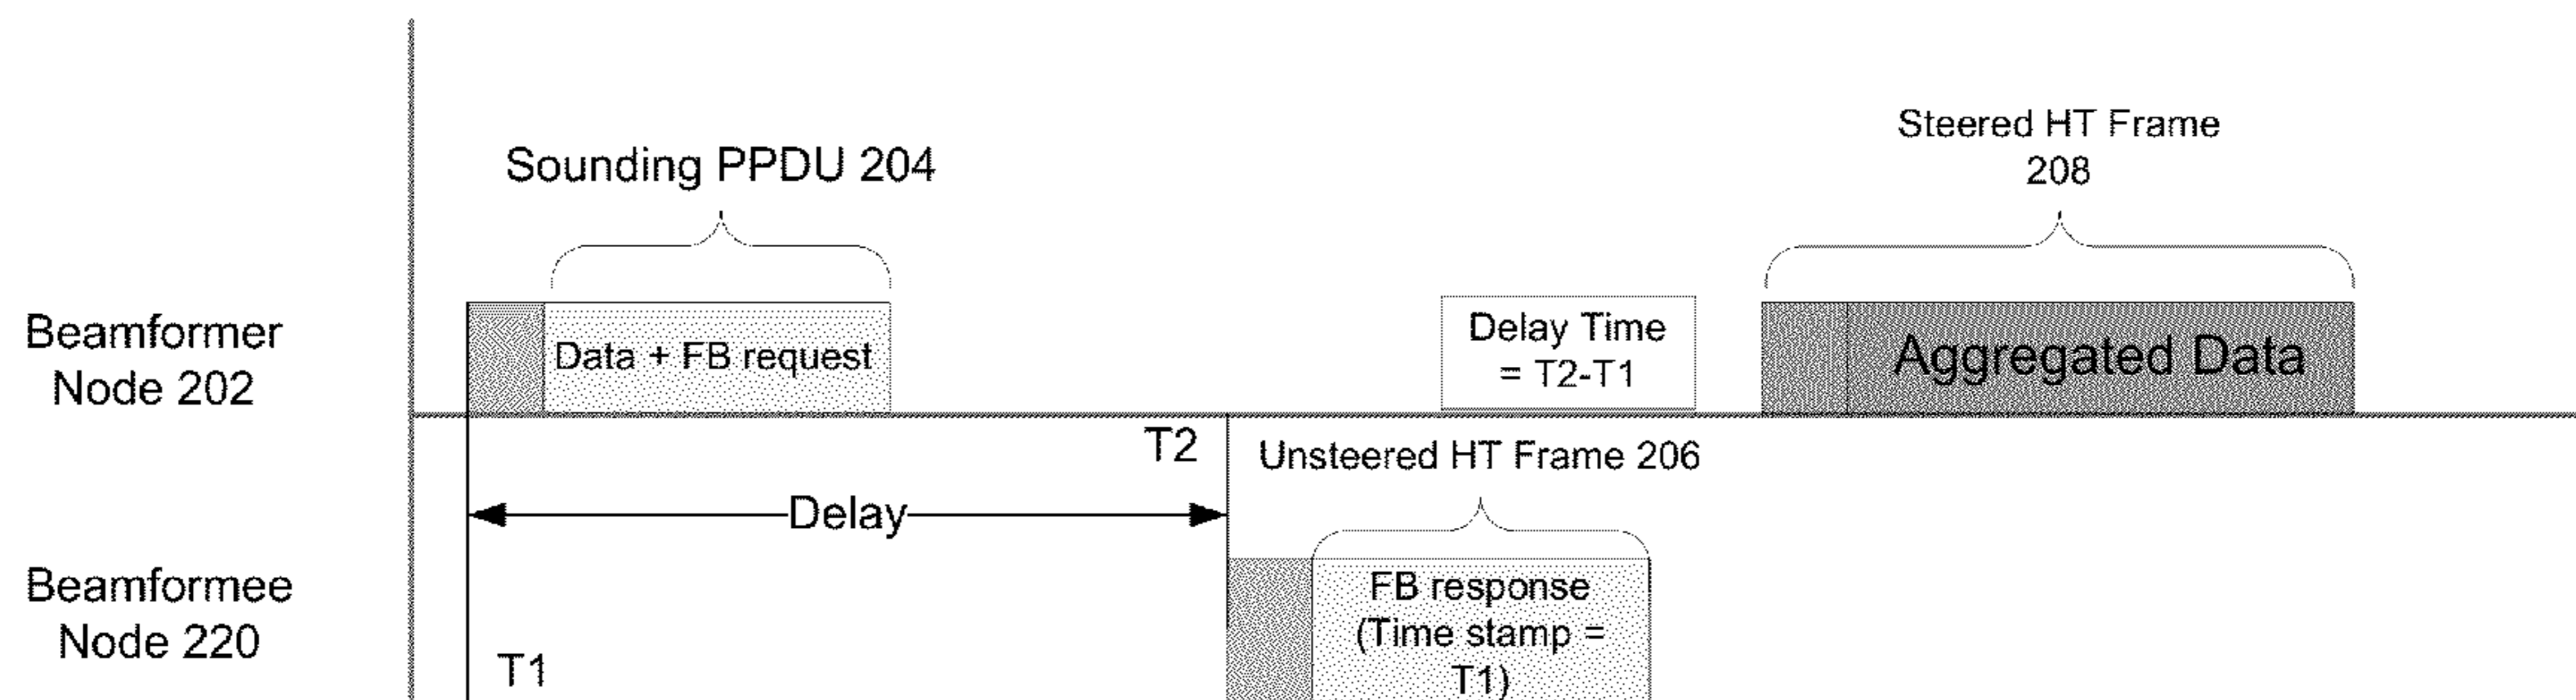 Steered HT Frame
208
Sounding PPDU 204
Beamformer
Node 202
Data + FB request
Delay Time
= T2-T1
Aggregated Data
T2
Unsteered HT Frame 206
Delay
Beamformee
Node 220
FB response
(Time stamp =
T1)
T1